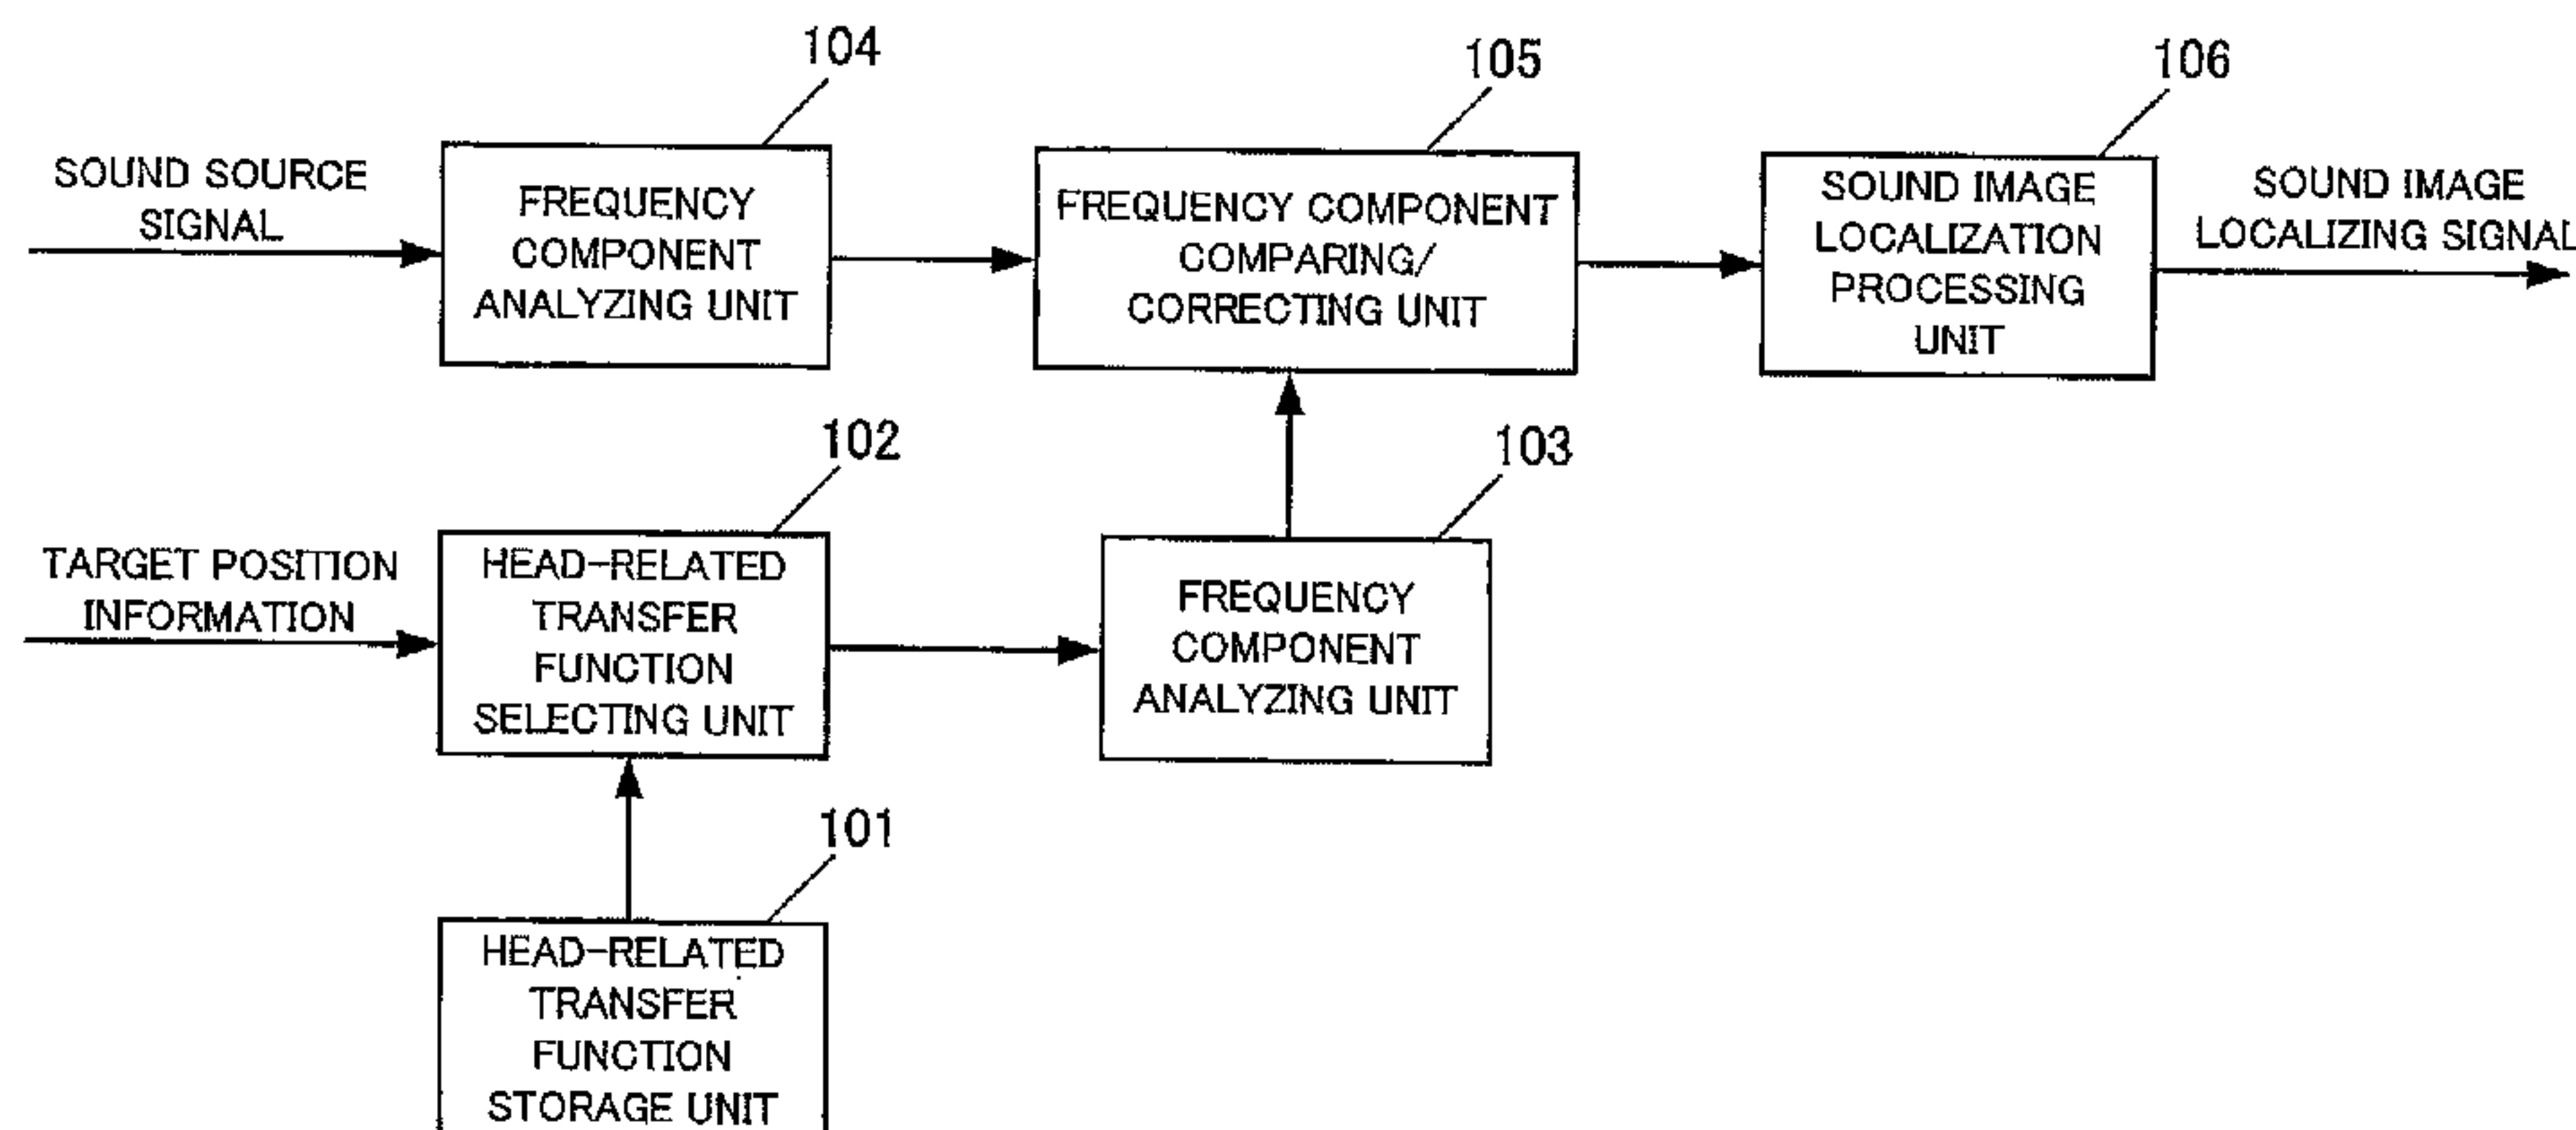 104
105
106
SOUND SOURCE
SIGNAL
FREQUENCY
COMPONENT
ANALYZING UNIT
FREQUENCY COMPONENT
COMPARING/
CORRECTING UNIT
SOUND IMAGE
LOCALIZATION
PROCESSING
UNIT
SOUND IMAGE
LOCALIZING SIGNAL
102
103
TARGET POSITION
INFORMATION
HEAD-RELATED
TRANSFER
FUNCTION
SELECTING UNIT
FREQUENCY
COMPONENT
ANALYZING UNIT
101
HEAD-RELATED
TRANSFER
FUNCTION
STORAGE UNIT